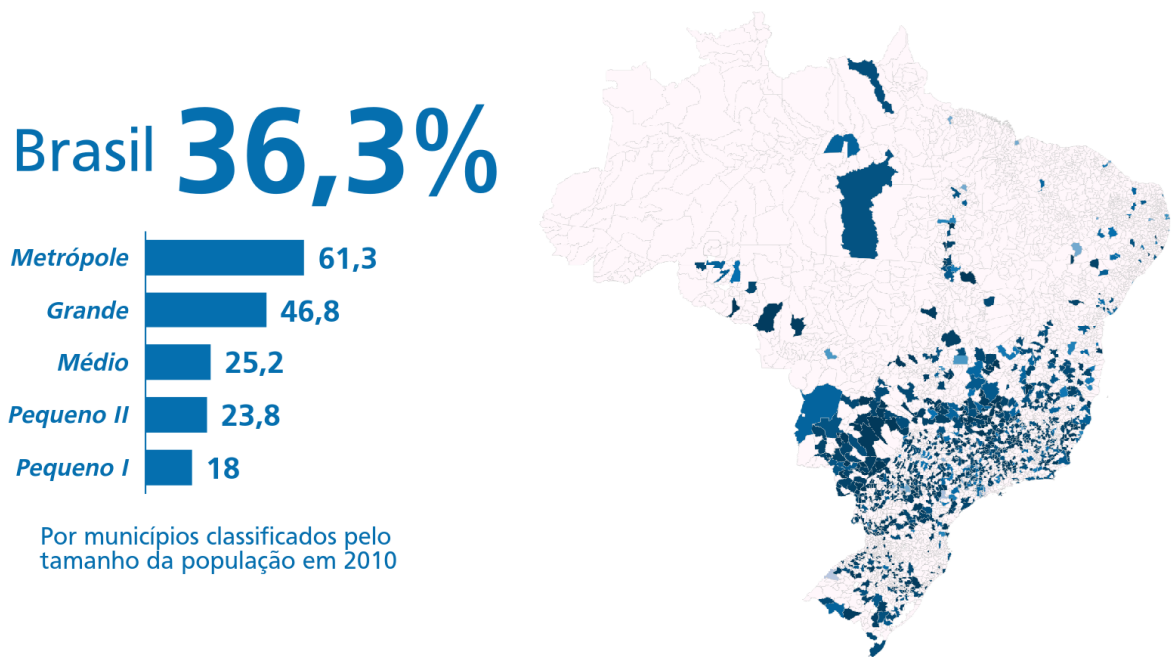 Brasil 36,3%
Metrópole 61,3
Grande 46,8
Médio 25,2
Pequeno II 23,8
Pequeno I 18
Por municípios classificados pelo
tamanho da população em 2010